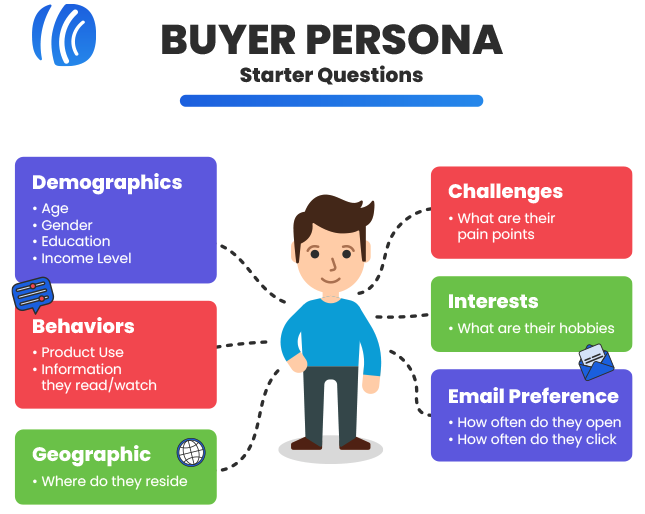 BUYER PERSONA
Starter Questions
Demographics
• Age
• Gender
• Education
• Income Level
Behaviors
• Product Use
• Information
they read/watch
Geographic
• Where do they reside
Challenges
• What are their
pain points
Interests
• What are their hobbies
Email Preference
• How often do they open
• How often do they click